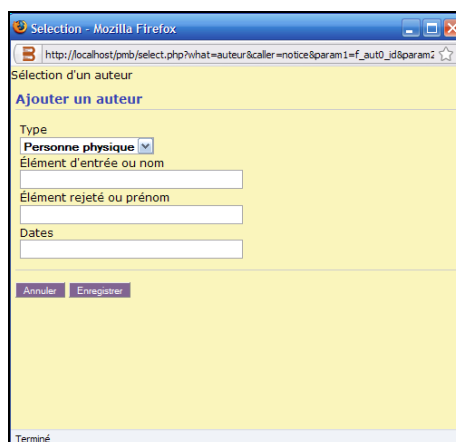 Selection - Mozilla Firefox
http://localhost/pmb/select.php?what=auteur&caller=notice&param1=f_aut0_id&param2
Sélection d'un auteur
Ajouter un auteur
Type
Personne physique
Élément d'entrée ou nom
Élément rejeté ou prénom
Dates
Annuler Enregistrer
Terminé